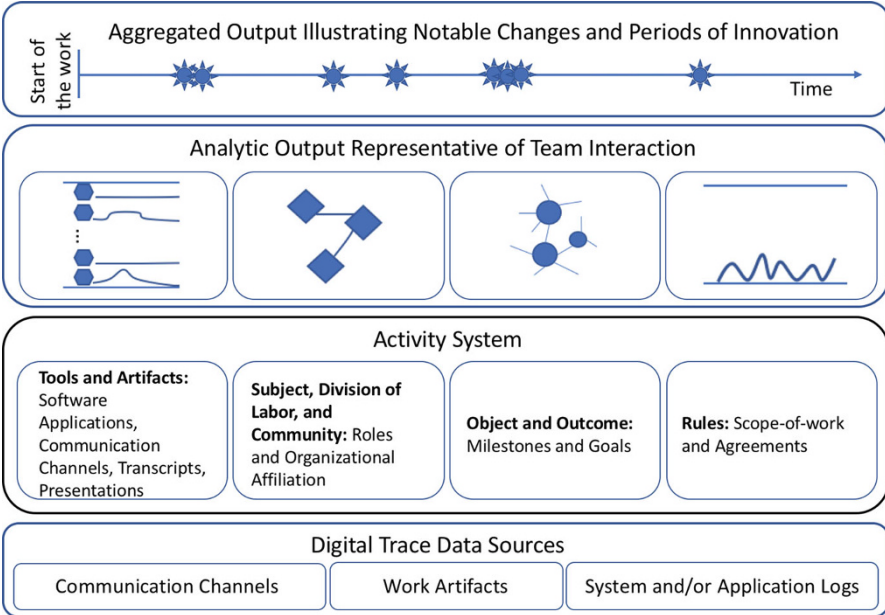 Aggregated Output Illustrating Notable Changes and Periods of Innovation
Start of
the work
Time
Analytic Output Representative of Team Interaction
...
Activity System
Tools and Artifacts:
Software
Applications,
Communication
Channels, Transcripts,
Presentations
Subject, Division of
Labor, and
Community: Roles
and Organizational
Affiliation
Object and Outcome:
Milestones and Goals
Rules: Scope-of-work
and Agreements
Digital Trace Data Sources
Communication Channels
Work Artifacts
System and/or Application Logs